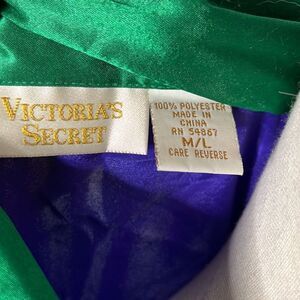 VICTORIA'S
SECRET
100% POLYESTER
MADE IN
CHINA
RN 54867
M/L
CARE REVERSE